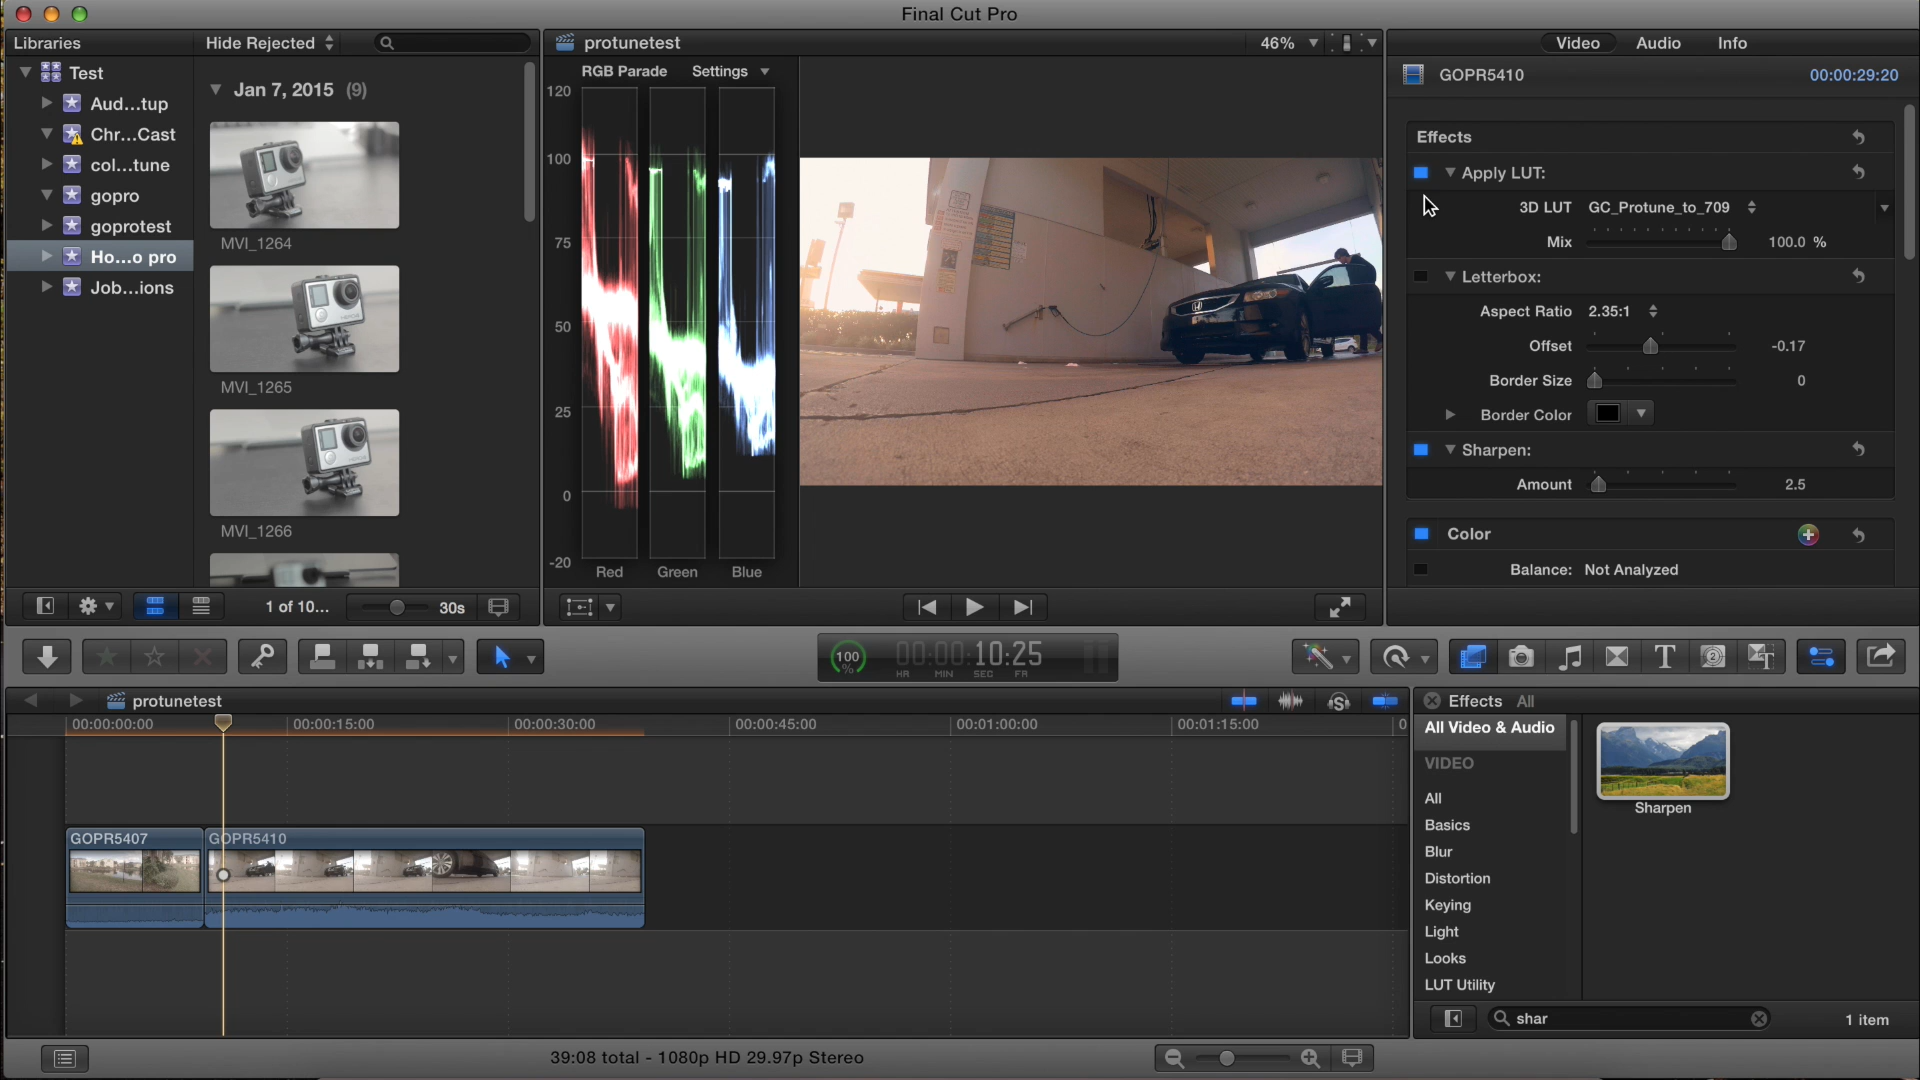 Final Cut Pro
Libraries
Hide Rejected
protunetest
46%
Video
Audio
Info
Test
Aud...tup
Chr...Cast
col...tune
gopro
goprotest
Ho...o pro
Job...ions
Jan 7, 2015 (9)
MVI_1264
MVI_1265
MVI_1266
RGB Parade
Settings
120
100
75
50
25
0
-20
Red
Green
Blue
GOPR5410
00:00:29:20
Effects
Apply LUT:
3D LUT GC_Protune_to_709
Mix 100.0 %
Letterbox:
Aspect Ratio 2.35:1
Offset -0.17
Border Size 0
Border Color
Sharpen:
Amount 2.5
Color
Balance: Not Analyzed
1 of 10...
30s
100
%
00:00:10:25
HR MIN SEC FR
protunetest
00:00:00:00
00:00:15:00
00:00:30:00
00:00:45:00
00:01:00:00
00:01:15:00
0
GOPR5407
GOPR5410
Effects All
All Video & Audio
VIDEO
All
Basics
Blur
Distortion
Keying
Light
Looks
LUT Utility
Sharpen
shar
1 item
39:08 total - 1080p HD 29.97p Stereo